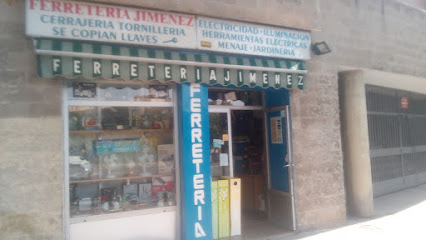 FERRETERIA JIMENEZ
CERRAJERIA TORNILLERIA
SE COPIAN LLAVES
ELECTRICIDAD - ILUMINACION
HERRAMIENTAS ELECTRICAS
MENAJE - JARDINERIA
FERRETERIA JIMENEZ
FERRETERIA